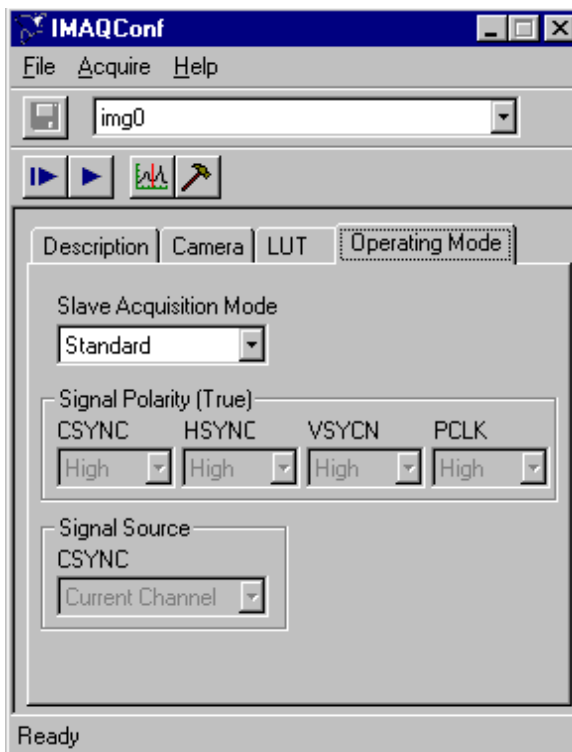 IMAQConf
File Acquire Help
img0
Description Camera LUT Operating Mode
Slave Acquisition Mode
Standard
Signal Polarity (True)
CSYNC HSYNC VSYCN PCLK
High High High High
Signal Source
CSYNC
Current Channel
Ready